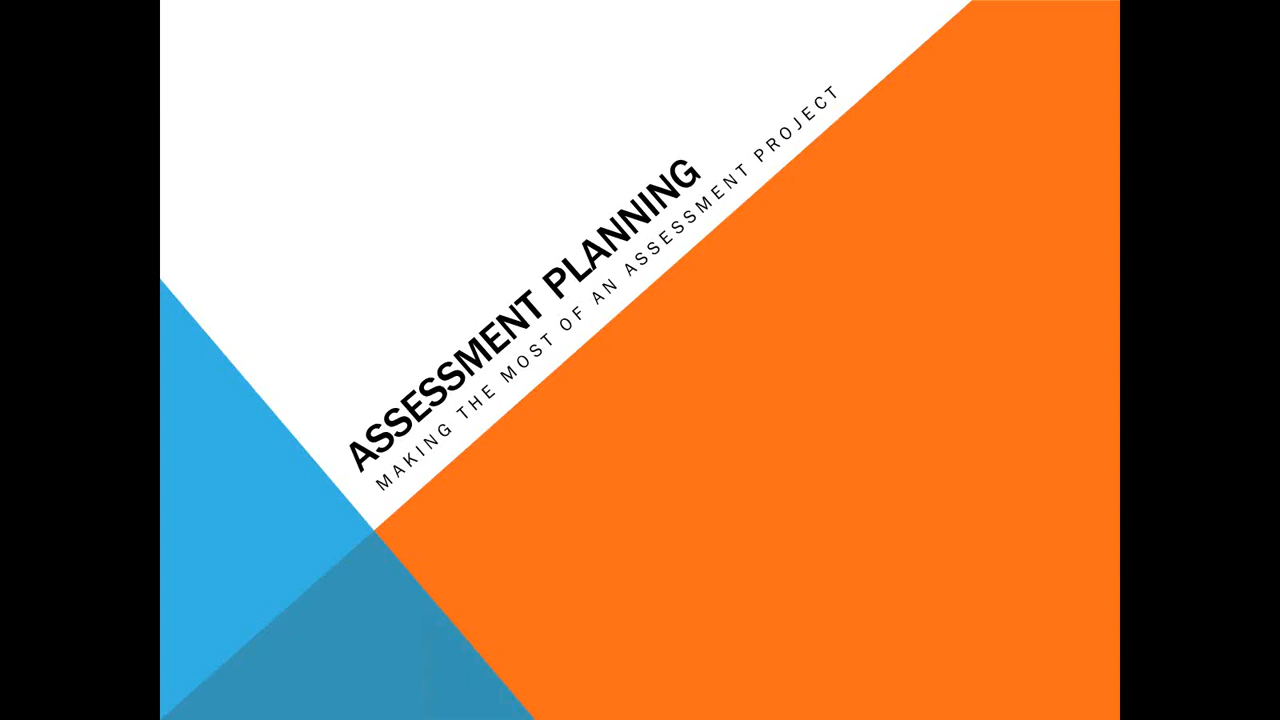 ASSESSMENT PLANNING
MAKING THE MOST OF AN ASSESSMENT PROJECT